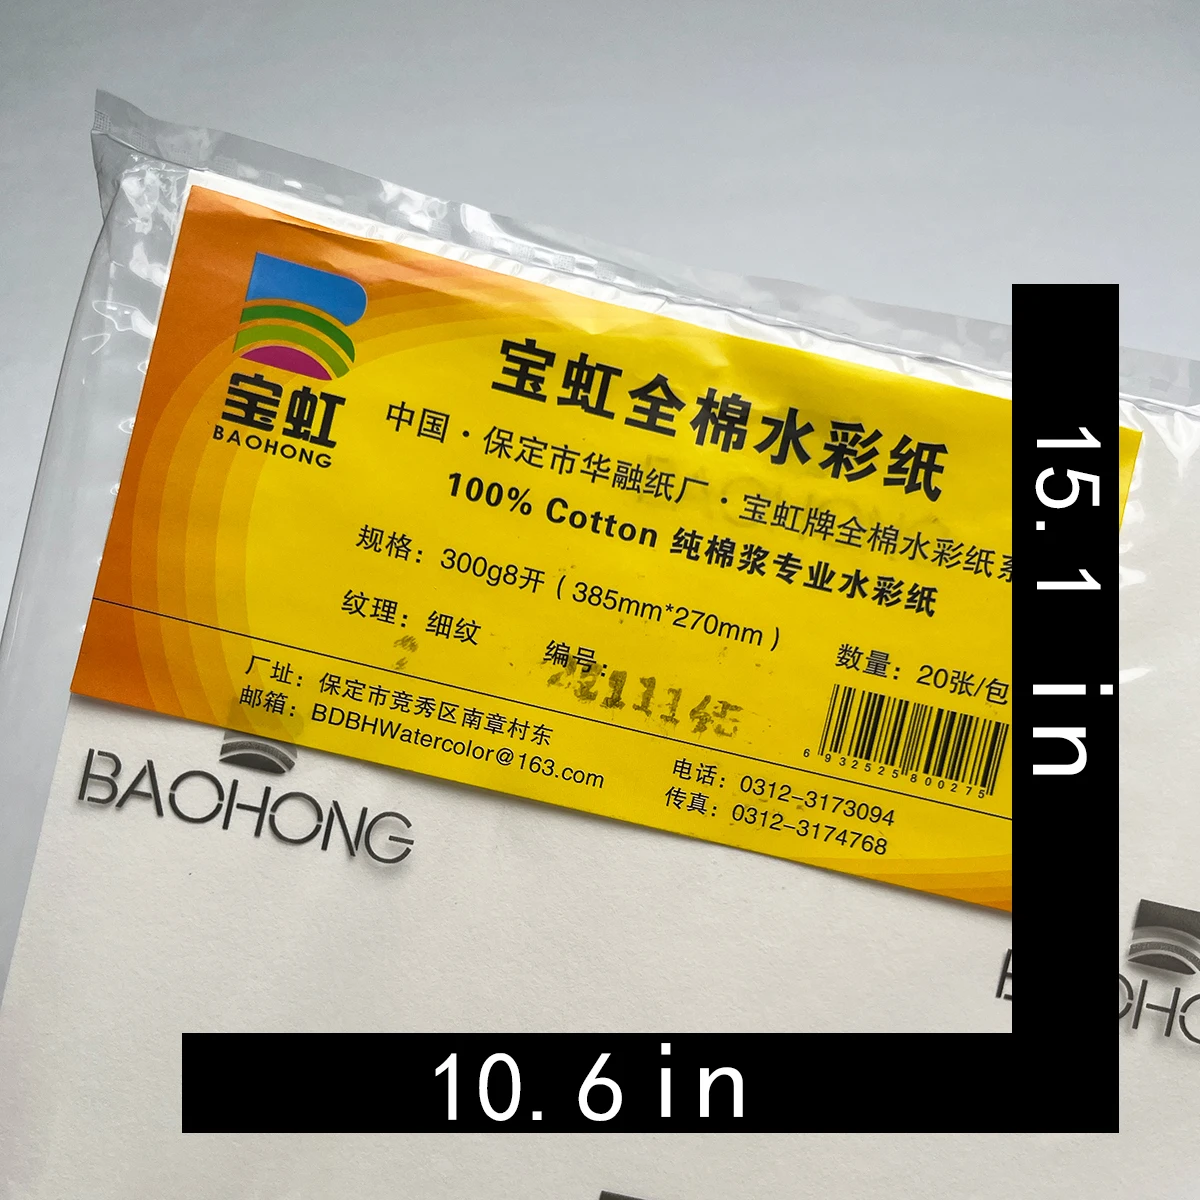 宝虹
BAOHONG
宝虹全棉水彩纸
中国·保定市华融纸厂·宝虹牌全棉水彩纸系
100% Cotton 纯棉浆专业水彩纸
规格：300g8开（385mm*270mm）
纹理：细纹
编号：
数量：20张/包
厂址：保定市竞秀区南章村东
邮箱：BDBHWatercolor@163.com
6 932525 800275
电话：0312-3173094
传真：0312-3174768
BAOHONG
15.1 in
10.6 in